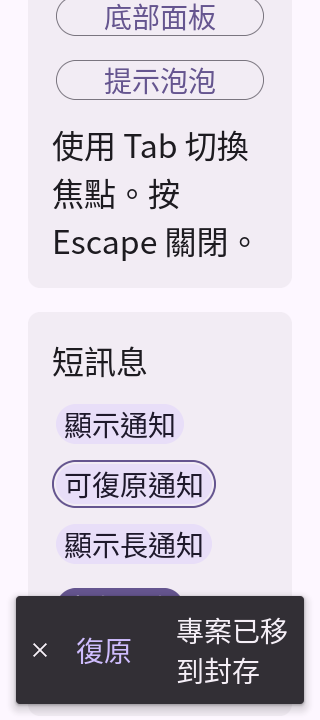 底部面板
提示泡泡
使用 Tab 切換
焦點。按
Escape 關閉。
短訊息
顯示通知
可復原通知
顯示長通知
× 復原
專案已移
到封存